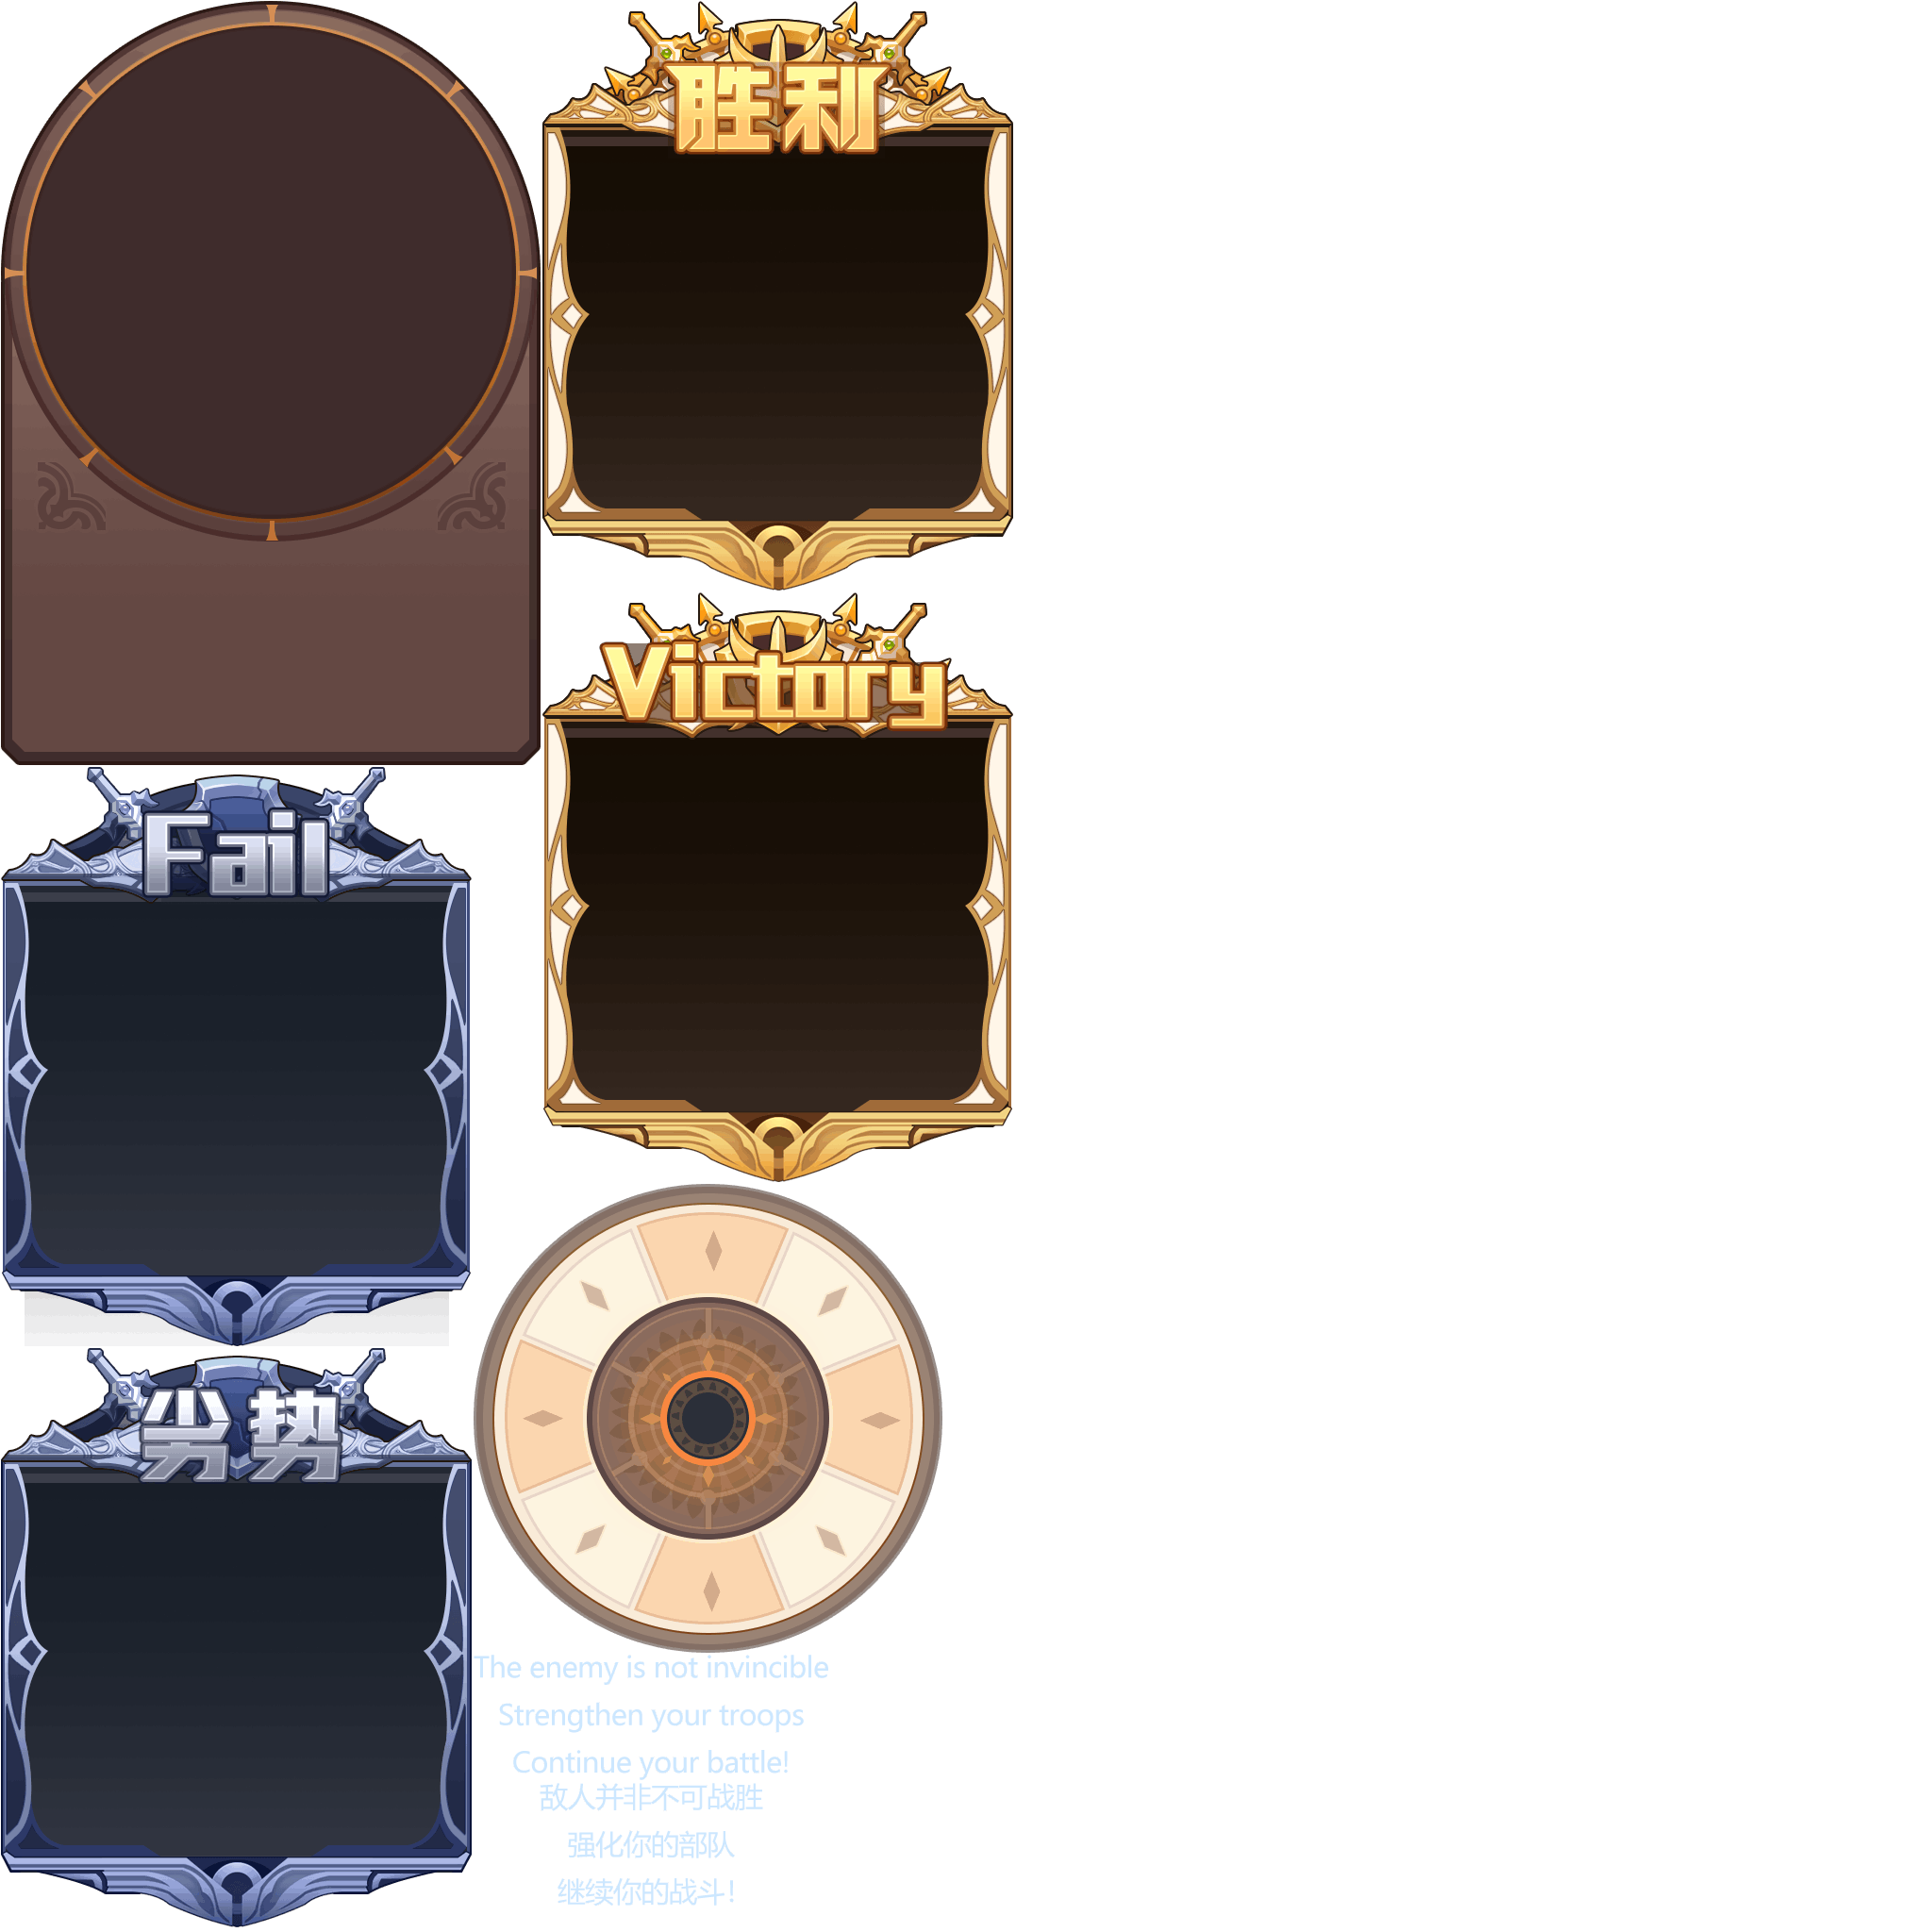 胜利
Victory
Fail
劣势
The enemy is not invincible
Strengthen your troops
Continue your battle!
敌人并非不可战胜
强化你的部队
继续你的战斗！